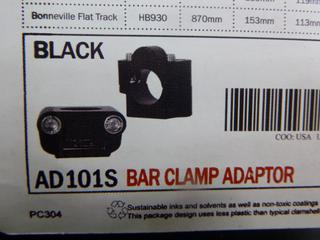 Bonneville Flat Track HB930 870mm 153mm 113mm
BLACK
COO: USA
AD101S BAR CLAMP ADAPTOR
PC304
Sustainable inks and solvents as well as non-toxic coatings
This package design uses less plastic than typical clamshell